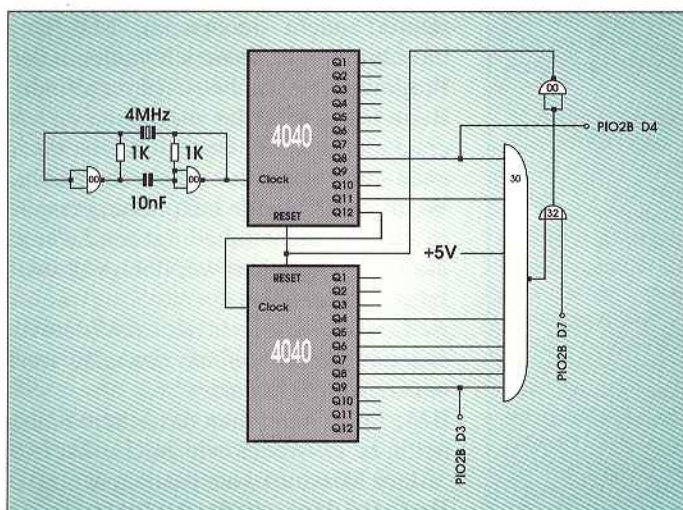 4MHz
1K
1K
10nF
00
00
4040
Clock
RESET
Q1
Q2
Q3
Q4
Q5
Q6
Q7
Q8
Q9
Q10
Q11
Q12
4040
RESET
Clock
Q1
Q2
Q3
Q4
Q5
Q6
Q7
Q8
Q9
Q10
Q11
Q12
+5V
30
00
32
PIO2B D4
PIO2B D7
PIO2B D3